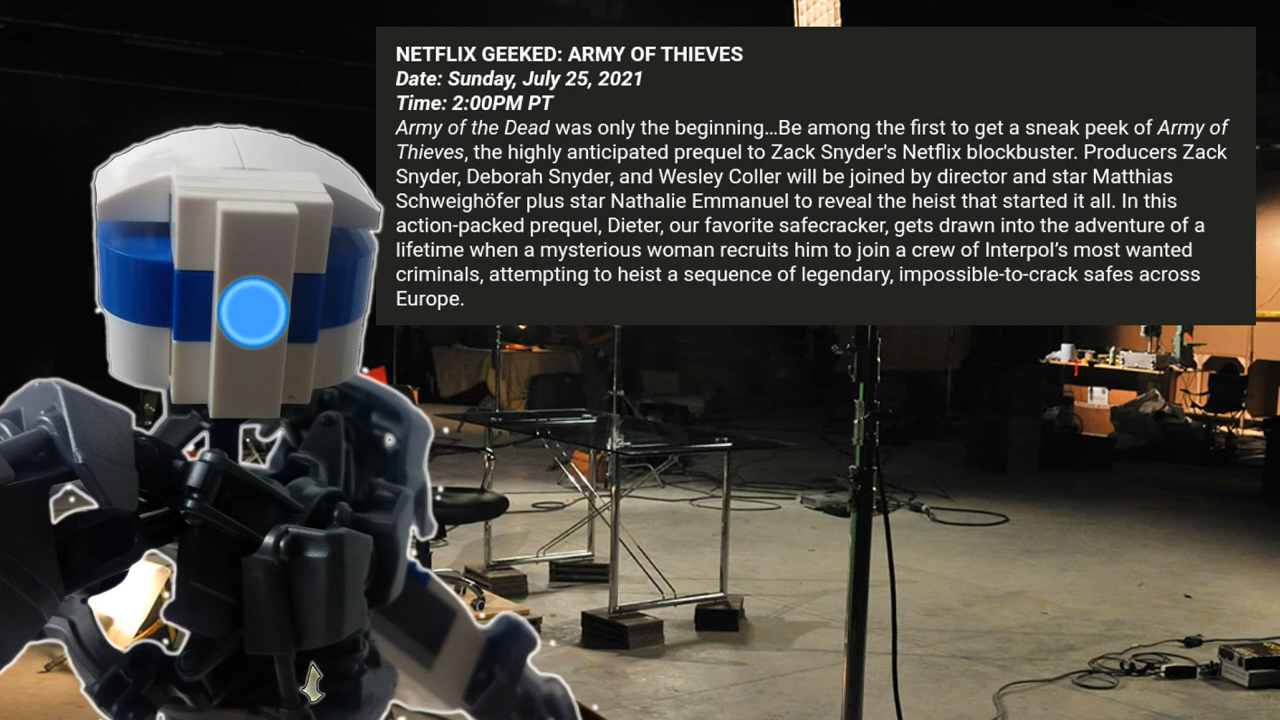 NETFLIX GEEKED: ARMY OF THIEVES
Date: Sunday, July 25, 2021
Time: 2:00PM PT
Army of the Dead was only the beginning…Be among the first to get a sneak peek of Army of
Thieves, the highly anticipated prequel to Zack Snyder's Netflix blockbuster. Producers Zack
Snyder, Deborah Snyder, and Wesley Coller will be joined by director and star Matthias
Schweighöfer plus star Nathalie Emmanuel to reveal the heist that started it all. In this
action-packed prequel, Dieter, our favorite safecracker, gets drawn into the adventure of a
lifetime when a mysterious woman recruits him to join a crew of Interpol’s most wanted
criminals, attempting to heist a sequence of legendary, impossible-to-crack safes across
Europe.